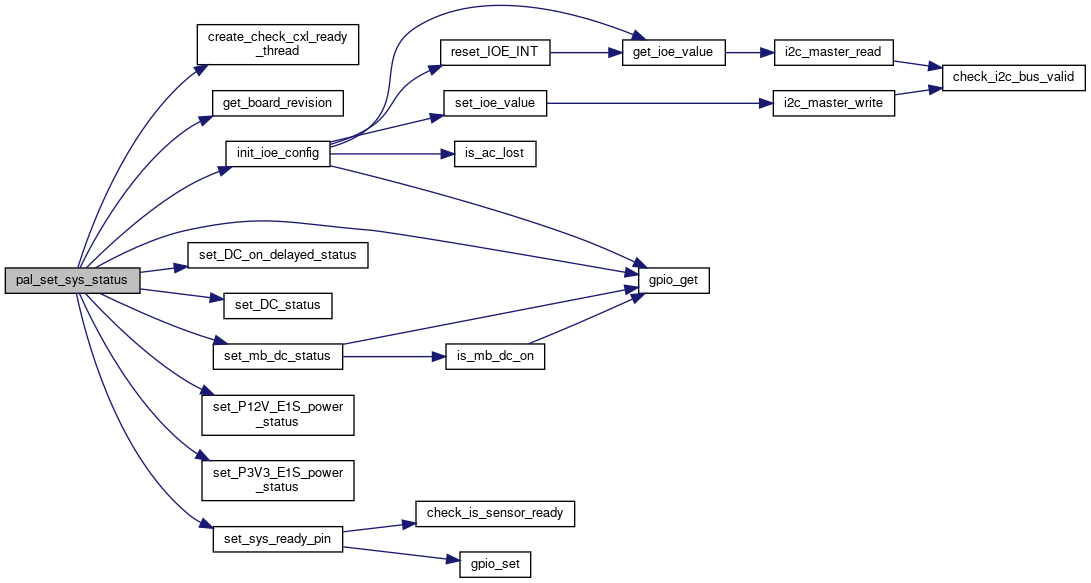 create_check_cxl_ready
_thread
get_board_revision
init_ioe_config
pal_set_sys_status
set_DC_on_delayed_status
set_DC_status
set_mb_dc_status
set_P12V_E1S_power
_status
set_P3V3_E1S_power
_status
set_sys_ready_pin
reset_IOE_INT
set_ioe_value
is_ac_lost
is_mb_dc_on
check_is_sensor_ready
gpio_set
get_ioe_value
gpio_get
i2c_master_read
i2c_master_write
check_i2c_bus_valid